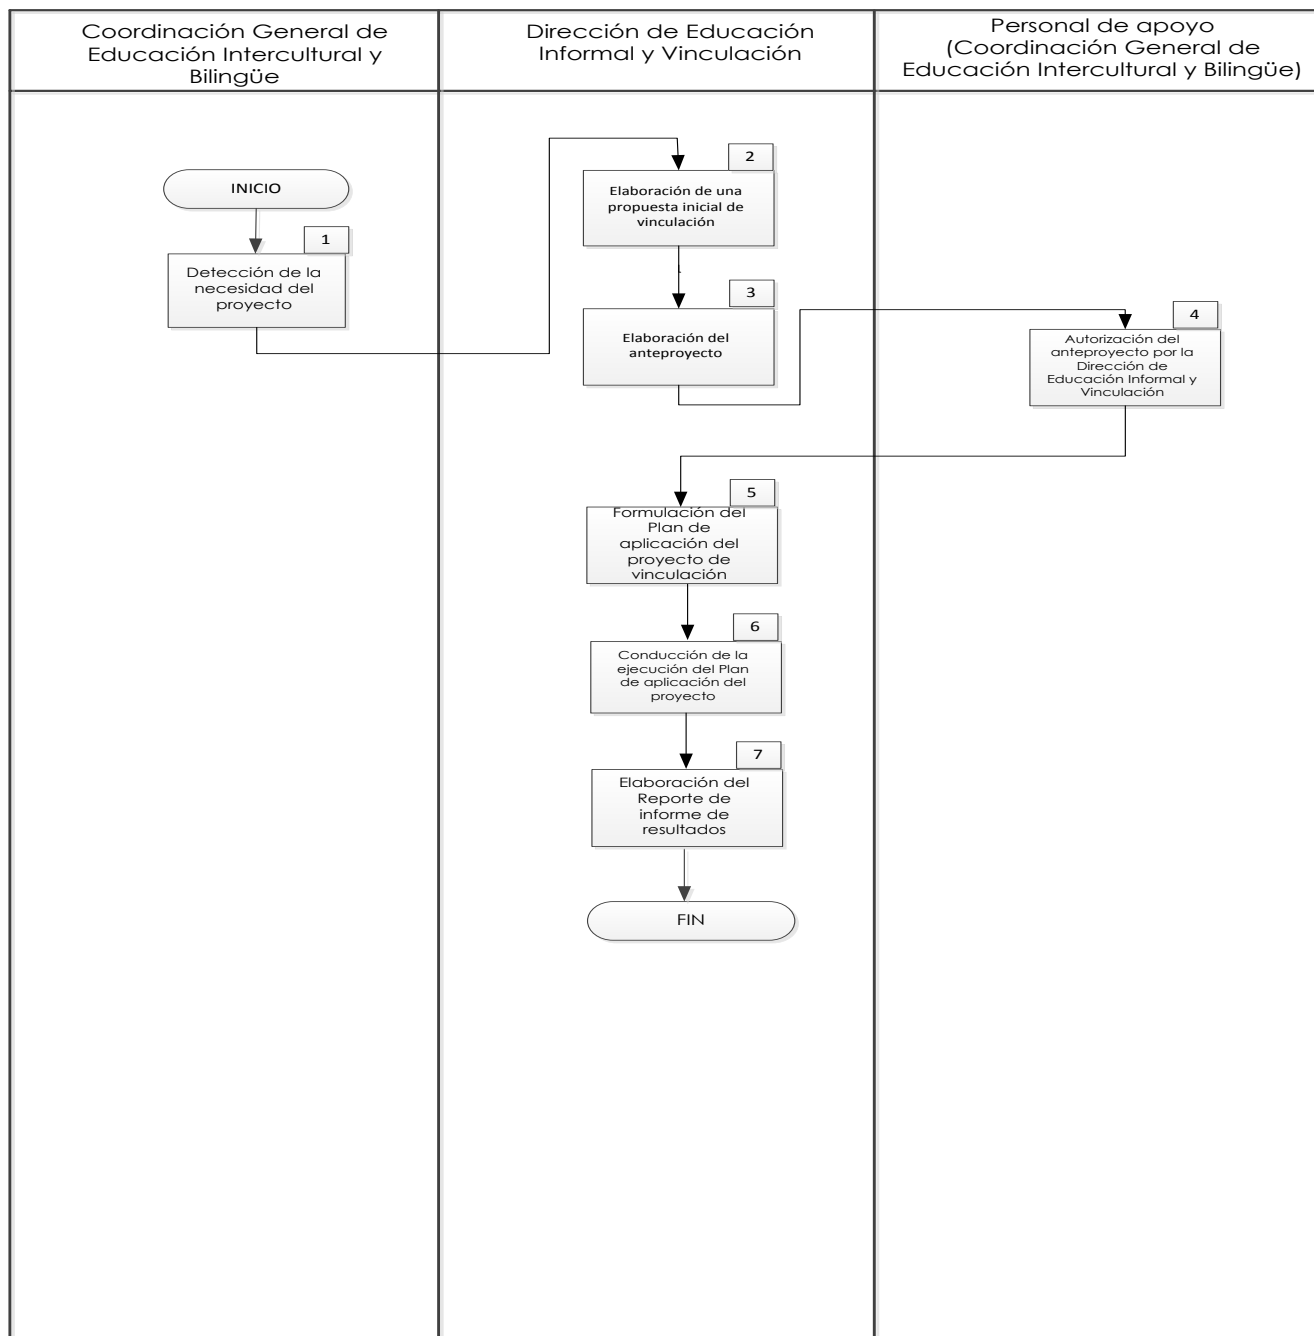 Coordinación General de
Educación Intercultural y
Bilingüe
Dirección de Educación
Informal y Vinculación
Personal de apoyo
(Coordinación General de
Educación Intercultural y Bilingüe)
INICIO
1
Detección de la
necesidad del
proyecto
2
Elaboración de una
propuesta inicial de
vinculación
3
Elaboración del
anteproyecto
4
Autorización del
anteproyecto por la
Dirección de
Educación Informal y
Vinculación
5
Formulación del
Plan de
aplicación del
proyecto de
vinculación
6
Conducción de la
ejecución del Plan
de aplicación del
proyecto
7
Elaboración del
Reporte de
informe de
resultados
FIN